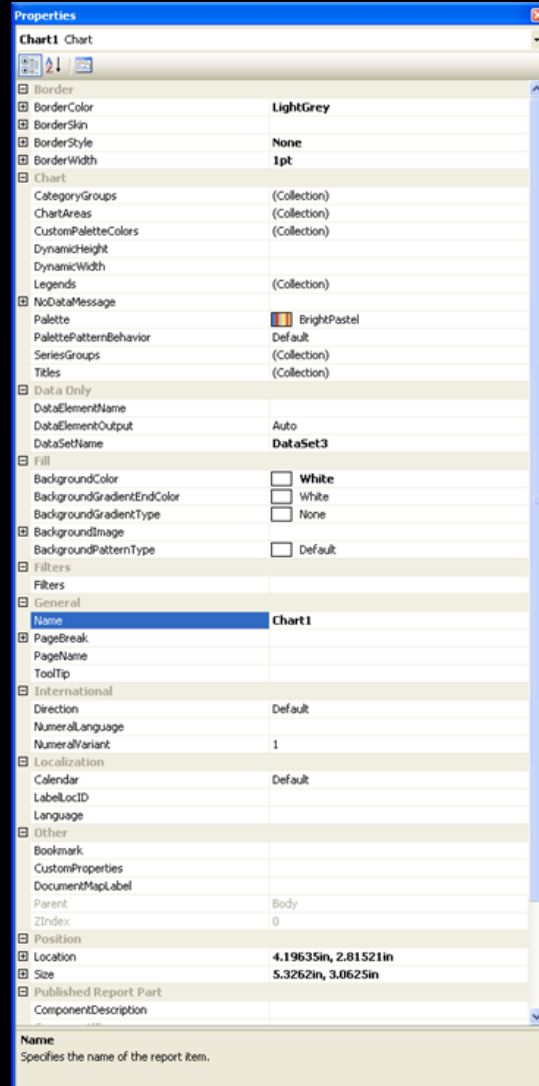 Properties
Chart1 Chart
Border
BorderColor LightGrey
BorderSkin
BorderStyle None
BorderWidth 1pt
Chart
CategoryGroups (Collection)
ChartAreas (Collection)
CustomPaletteColors (Collection)
DynamicHeight
DynamicWidth
Legends (Collection)
NoDataMessage
Palette BrightPastel
PalettePatternBehavior Default
SeriesGroups (Collection)
Titles (Collection)
Data Only
DataElementName
DataElementOutput Auto
DataSetName DataSet3
Fill
BackgroundColor White
BackgroundGradientEndColor White
BackgroundGradientType None
BackgroundImage
BackgroundPatternType Default
Filters
Filters
General
Name Chart1
PageBreak
PageName
ToolTip
International
Direction Default
NumeralLanguage
NumeralVariant 1
Localization
Calendar Default
LabelLocID
Language
Other
Bookmark
CustomProperties
DocumentMapLabel
Parent Body
ZIndex 0
Position
Location 4.19635in, 2.81521in
Size 5.3262in, 3.0625in
Published Report Part
ComponentDescription
Name
Specifies the name of the report item.